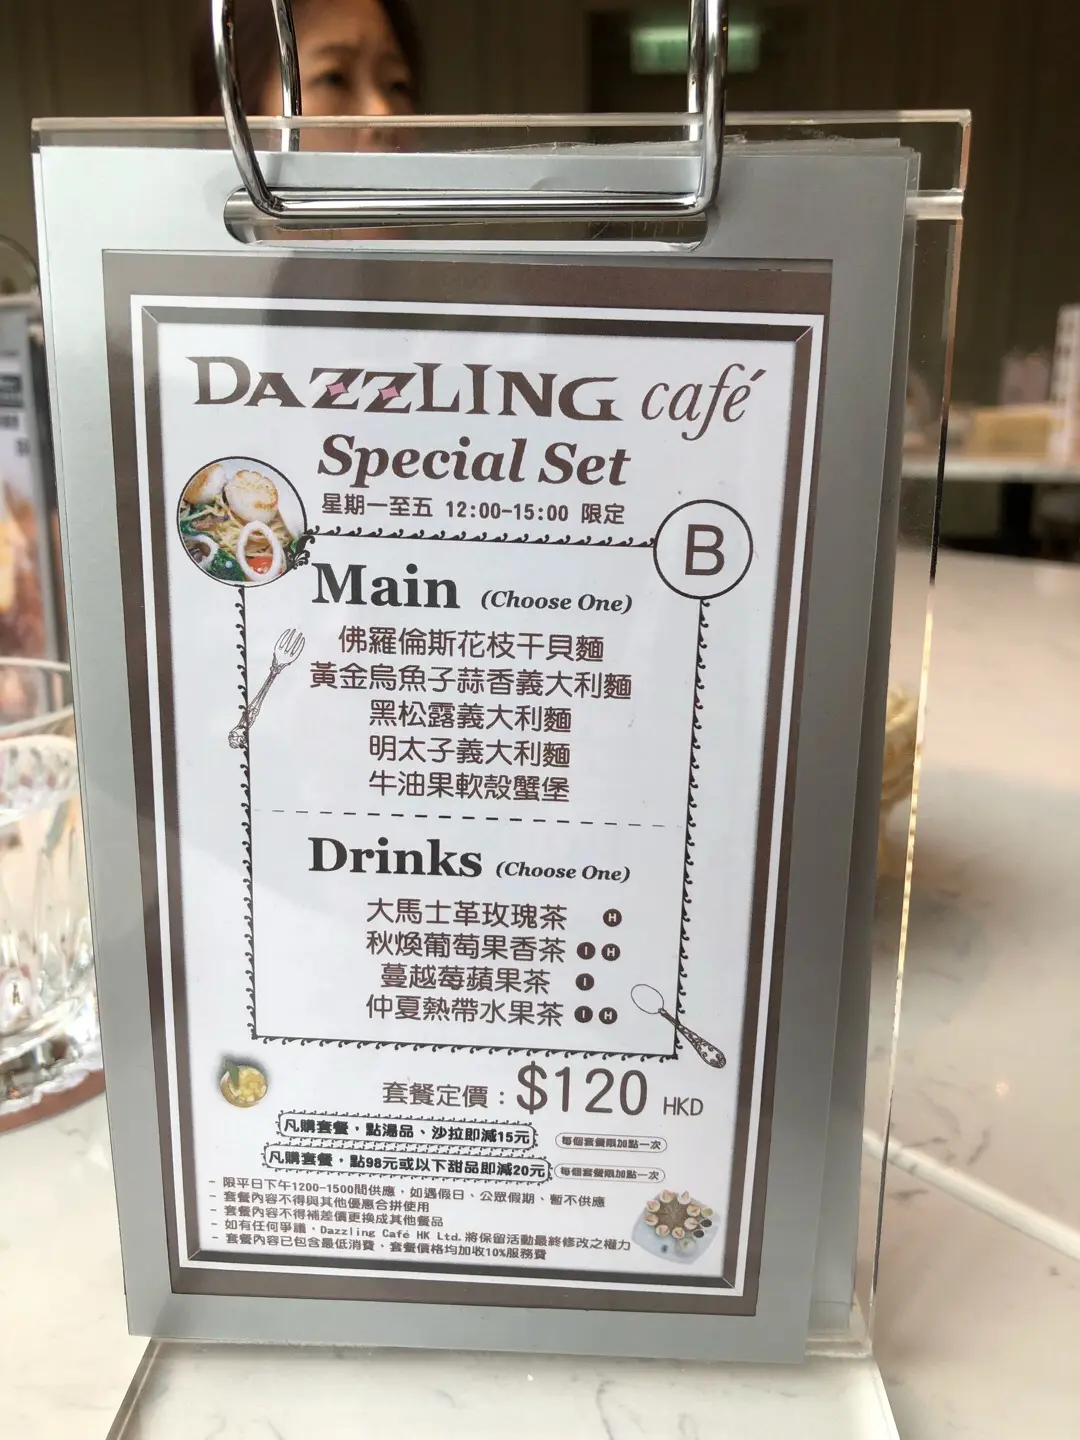 DAZZLING café
Special Set
星期一至五 12:00-15:00 限定
B
Main (Choose One)
佛羅倫斯花枝干貝麵
黃金烏魚子蒜香義大利麵
黑松露義大利麵
明太子義大利麵
牛油果軟殼蟹堡
Drinks (Choose One)
大馬士革玫瑰茶 H
秋煥葡萄果香茶 I H
蔓越莓蘋果茶 I
仲夏熱帶水果茶 I H
套餐定價：$120 HKD
凡購套餐，點湯品、沙拉即減15元 每個套餐限加點一次
凡購套餐，點98元或以下甜品即減20元 每個套餐限加點一次
- 限平日下午1200-1500間供應，如遇假日、公眾假期、暫不供應
- 套餐內容不得與其他優惠合拼使用
- 套餐內容不得補差價更換成其他餐品
- 如有任何爭議，Dazzling Café HK Ltd.將保留活動最終修改之權力
- 套餐內容已包含最低消費、套餐價格均加收10%服務費